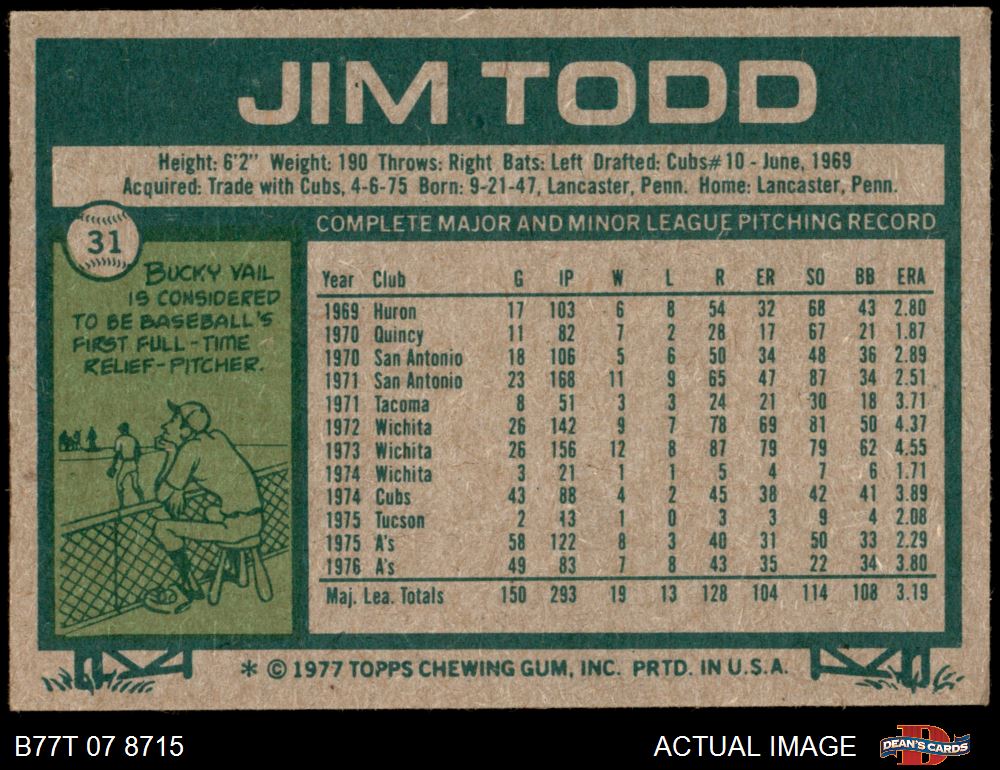 JIM TODD
Height: 6'2" Weight: 190 Throws: Right Bats: Left Drafted: Cubs#10 - June, 1969
Acquired: Trade with Cubs, 4-6-75 Born: 9-21-47, Lancaster, Penn. Home: Lancaster, Penn.
31
BUCKY VAIL
IS CONSIDERED
TO BE BASEBALL'S
FIRST FULL-TIME
RELIEF-PITCHER.
COMPLETE MAJOR AND MINOR LEAGUE PITCHING RECORD
Year Club G IP W L R ER SO BB ERA
1969 Huron 17 103 6 8 54 32 68 43 2.80
1970 Quincy 11 82 7 2 28 17 67 21 1.87
1970 San Antonio 18 106 5 6 50 34 48 36 2.89
1971 San Antonio 23 168 11 9 65 47 87 34 2.51
1971 Tacoma 8 51 3 3 24 21 30 18 3.71
1972 Wichita 26 142 9 7 78 69 81 50 4.37
1973 Wichita 26 156 12 8 87 79 79 62 4.55
1974 Wichita 3 21 1 1 5 4 7 6 1.71
1974 Cubs 43 88 4 2 45 38 42 41 3.89
1975 Tucson 2 13 1 0 3 3 9 4 2.08
1975 A's 58 122 8 3 40 31 50 33 2.29
1976 A's 49 83 7 8 43 35 22 34 3.80
Maj. Lea. Totals 150 293 19 13 128 104 114 108 3.19
* © 1977 TOPPS CHEWING GUM, INC. PRTD. IN U.S.A.
B77T 07 8715
ACTUAL IMAGE
DEAN'S CARDS